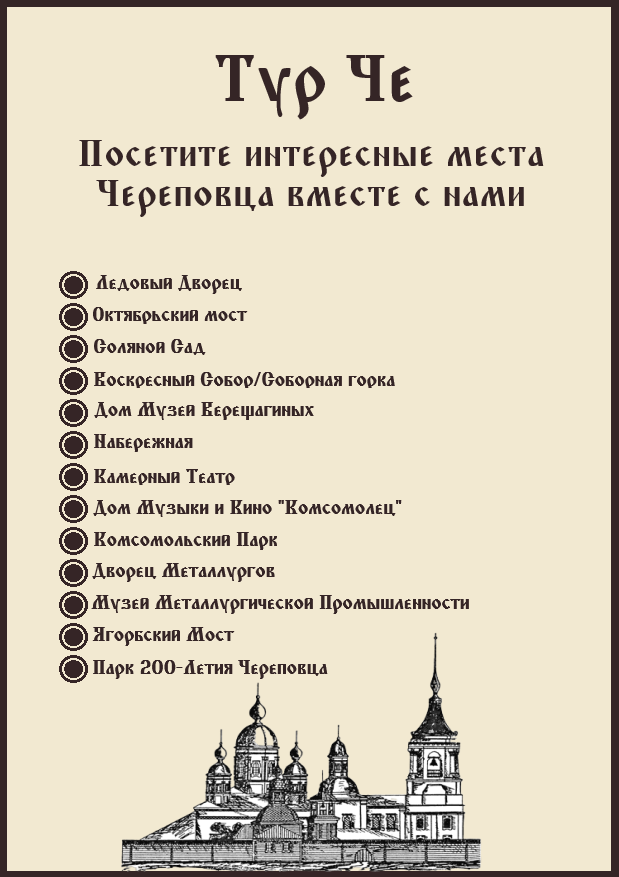 Тур Че
Посетите интересные места
Череповца вместе с нами
Ледовый Дворец
Октябрьский мост
Соляной Сад
Воскресный Собор/Соборная горка
Дом Музей Верещагиных
Набережная
Камерный Театр
Дом Музыки и Кино "Комсомолец"
Комсомольский Парк
Дворец Металлургов
Музей Металлургической Промышленности
Ягорбский Мост
Парк 200-Летия Череповца